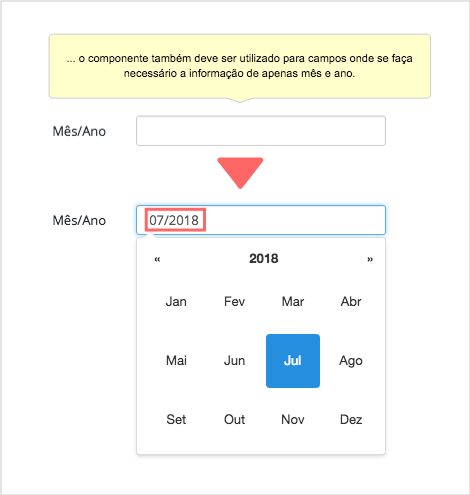 ... o componente também deve ser utilizado para campos onde se faça
necessário a informação de apenas mês e ano.
Mês/Ano
Mês/Ano 07/2018
« 2018 »
Jan Fev Mar Abr
Mai Jun Jul Ago
Set Out Nov Dez